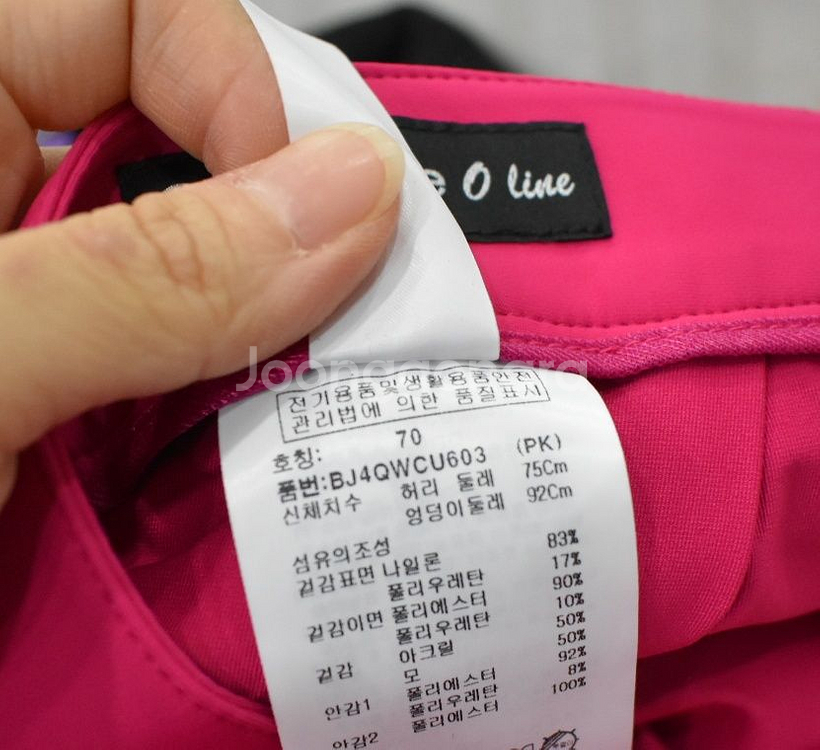 e O line
Joonggonara
전기용품및생활용품안전
관리법에 의한 품질표시
호칭: 70
품번:BJ4QWCU603 (PK)
신체치수 허리 둘레 75Cm
엉덩이둘레 92Cm
섬유의조성
겉감표면 나일론 83%
폴리우레탄 17%
겉감이면 폴리에스터 90%
폴리우레탄 10%
겉감 아크릴 50%
모 50%
안감1 폴리에스터 92%
폴리우레탄 8%
안감2 폴리에스터 100%